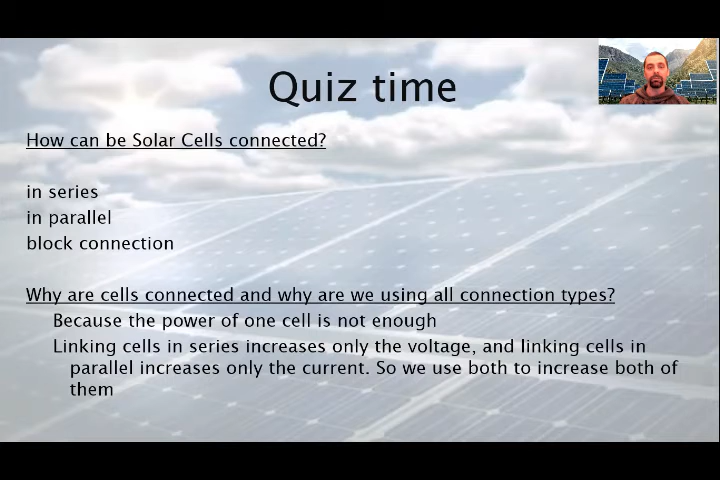 Quiz time
How can be Solar Cells connected?
in series
in parallel
block connection
Why are cells connected and why are we using all connection types?
Because the power of one cell is not enough
Linking cells in series increases only the voltage, and linking cells in
parallel increases only the current. So we use both to increase both of
them